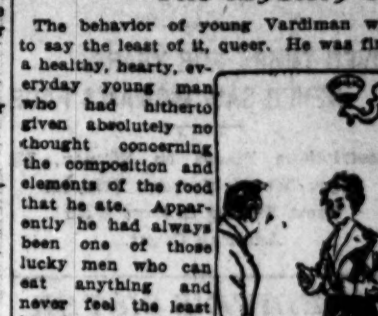 The behavior of young Vardiman
to say the least of it, queer. He was
a healthy, hearty, ev-
eryday young man
who had hitherto
given absolutely no
thought concerning
the composition and
elements of the food
that he ate. Appar-
ently he had always
been one of those
lucky men who can
eat anything and
never feel the least